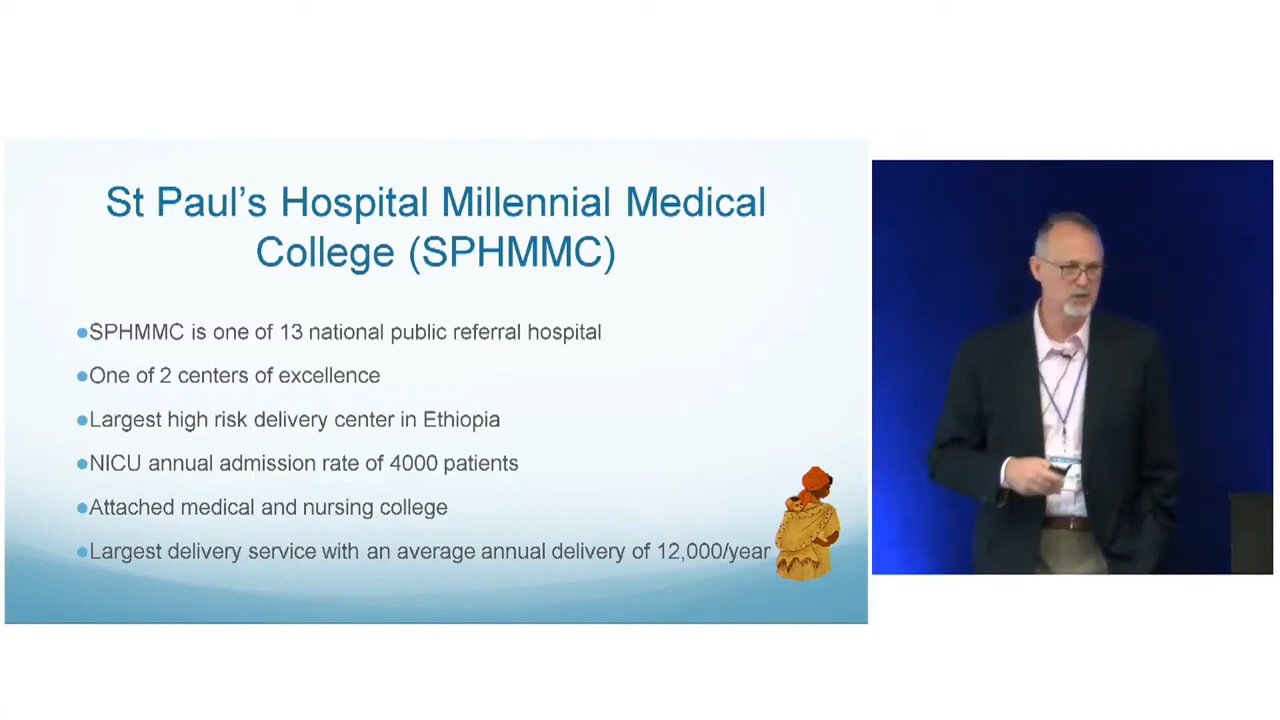 St Paul's Hospital Millennial Medical
College (SPHMMC)
●SPHMMC is one of 13 national public referral hospital
●One of 2 centers of excellence
●Largest high risk delivery center in Ethiopia
●NICU annual admission rate of 4000 patients
●Attached medical and nursing college
●Largest delivery service with an average annual delivery of 12,000/year